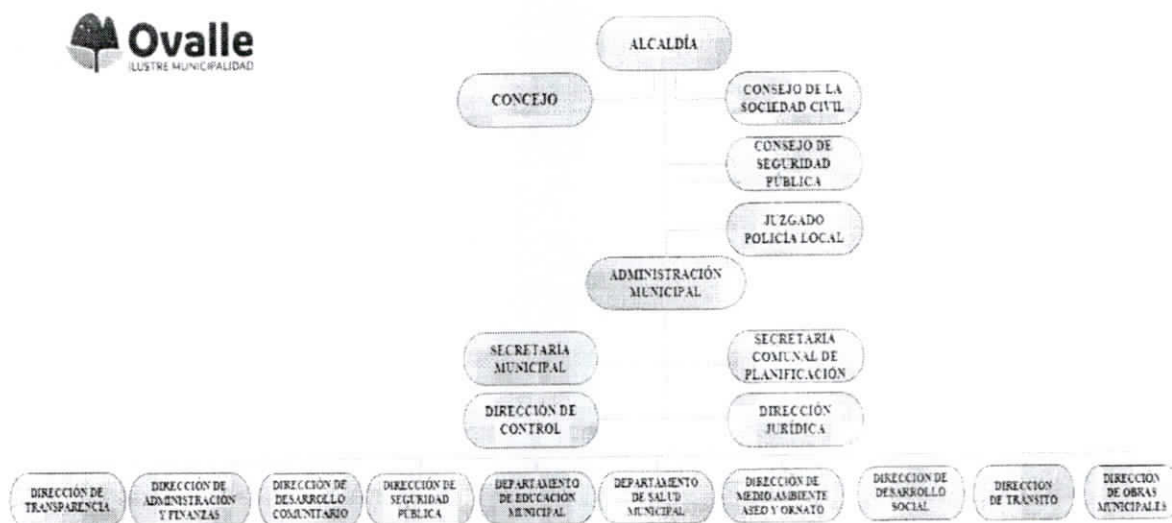 Ovalle
ILUSTRE MUNICIPALIDAD
ALCALDÍA
CONCEJO
CONSEJO DE LA
SOCIEDAD CIVIL
CONSEJO DE
SEGURIDAD
PÚBLICA
JUZGADO
POLICÍA LOCAL
ADMINISTRACIÓN
MUNICIPAL
SECRETARIA
MUNICIPAL
SECRETARIA
COMUNAL DE
PLANIFICACIÓN
DIRECCIÓN DE
CONTROL
DIRECCIÓN
JURÍDICA
DIRECCIÓN DE
TRANSPARENCIA
DIRECCIÓN DE
ADMINISTRACIÓN
Y FINANZAS
DIRECCIÓN DE
DESARROLLO
COMUNITARIO
DIRECCIÓN DE
SEGURIDAD
PÚBLICA
DEPARTAMENTO
DE EDUCACIÓN
MUNICIPAL
DEPARTAMENTO
DE SALUD
MUNICIPAL
DIRECCIÓN DE
MEDIO AMBIENTE
ASEO Y ORNATO
DIRECCIÓN DE
DESARROLLO
SOCIAL
DIRECCIÓN
DE TRÁNSITO
DIRECCIÓN
DE OBRAS
MUNICIPALES